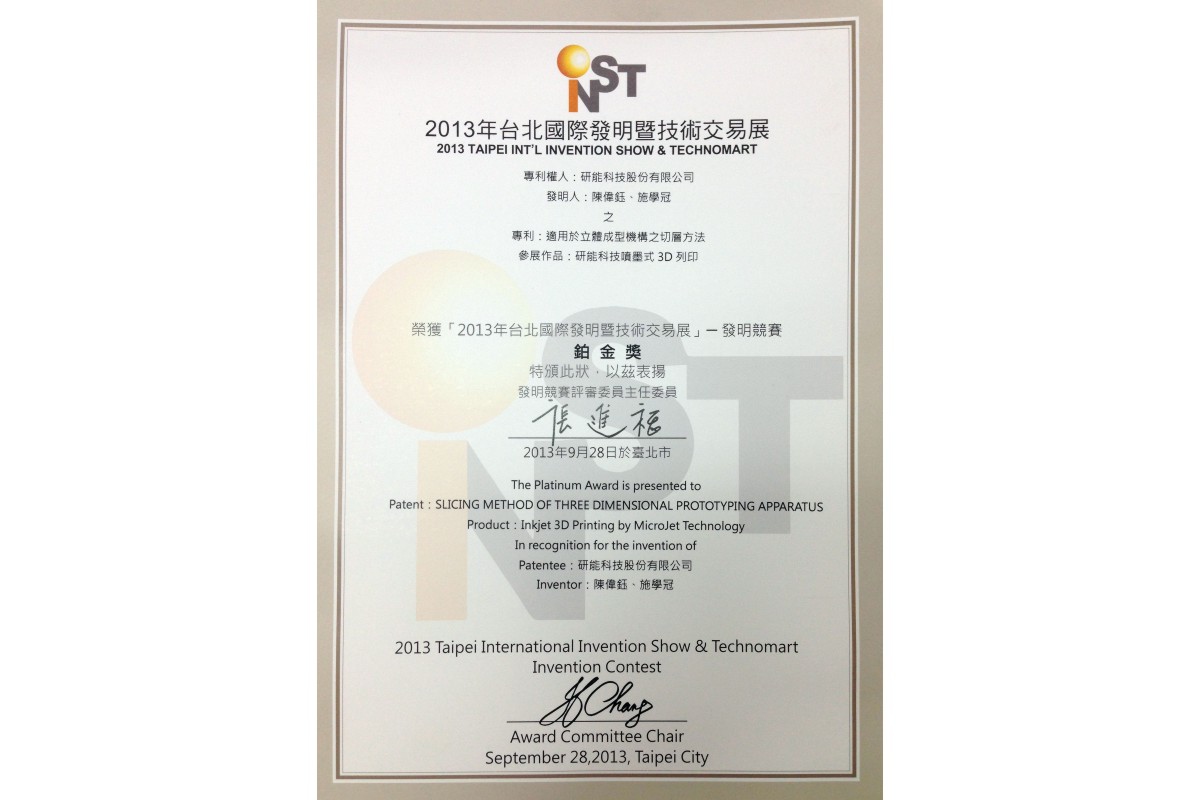 iNST
2013年台北國際發明暨技術交易展
2013 TAIPEI INT'L INVENTION SHOW & TECHNOMART
專利權人：研能科技股份有限公司
發明人：陳偉鈺、施學冠
之
專利：適用於立體成型機構之切層方法
參展作品：研能科技噴墨式 3D 列印
榮獲「2013年台北國際發明暨技術交易展」－發明競賽
鉑金獎
特頒此狀，以茲表揚
發明競賽評審委員主任委員
張進福
2013年9月28日於臺北市
The Platinum Award is presented to
Patent：SLICING METHOD OF THREE DIMENSIONAL PROTOTYPING APPARATUS
Product：Inkjet 3D Printing by MicroJet Technology
In recognition for the invention of
Patentee：研能科技股份有限公司
Inventor：陳偉鈺、施學冠
2013 Taipei International Invention Show & Technomart
Invention Contest
JF Chang
Award Committee Chair
September 28,2013, Taipei City